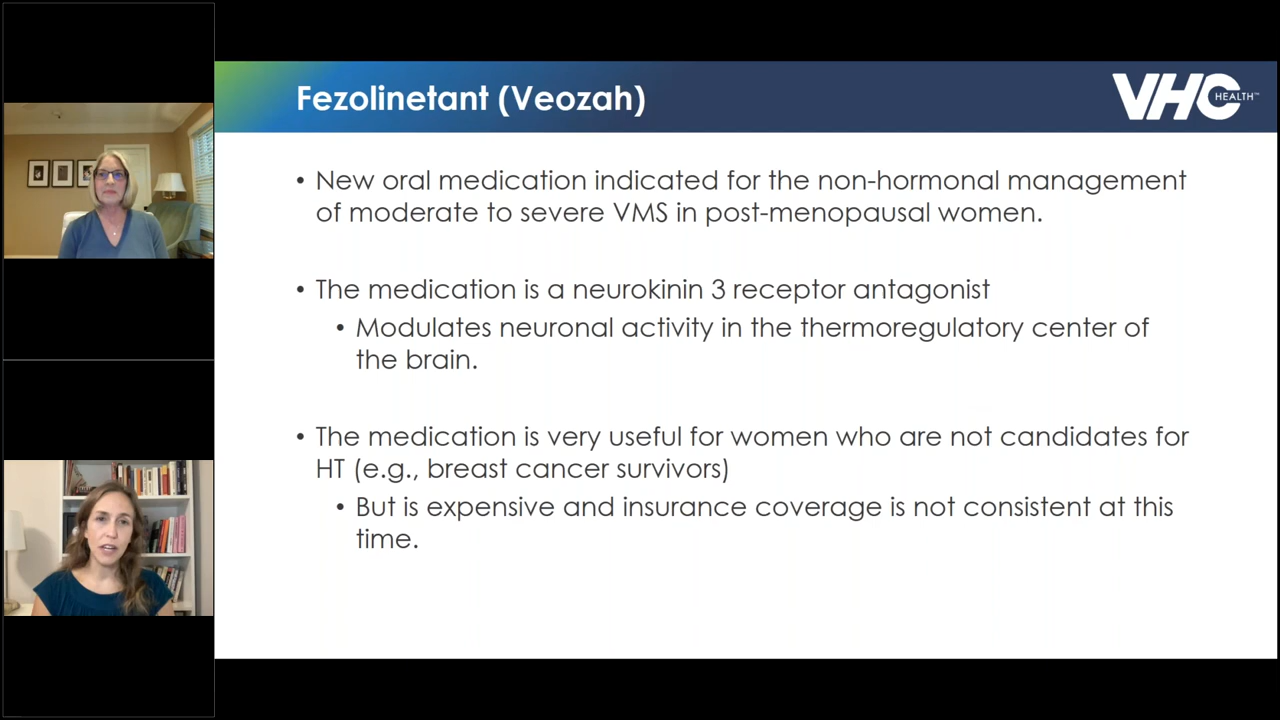 Fezolinetant (Veozah)
VHC
HEALTH™
• New oral medication indicated for the non-hormonal management
of moderate to severe VMS in post-menopausal women.
• The medication is a neurokinin 3 receptor antagonist
• Modulates neuronal activity in the thermoregulatory center of
the brain.
• The medication is very useful for women who are not candidates for
HT (e.g., breast cancer survivors)
• But is expensive and insurance coverage is not consistent at this
time.